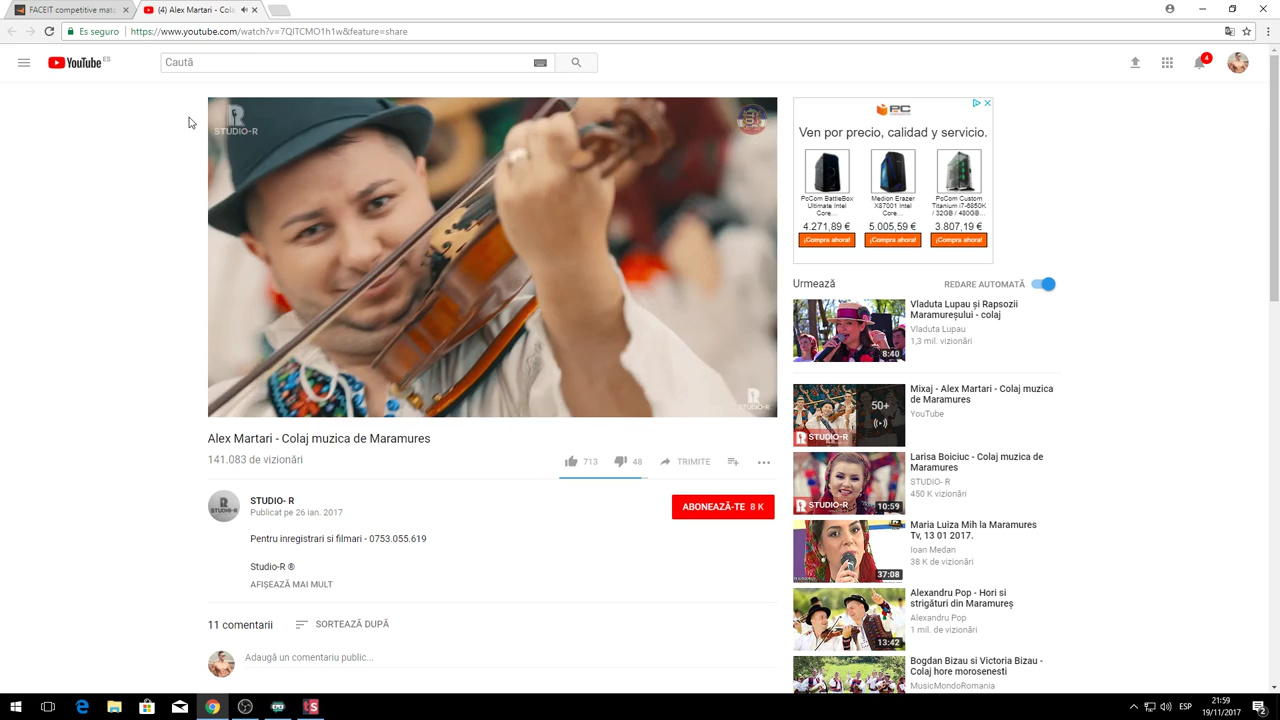 FACEIT competitive matc
(4) Alex Martari - Cola
Es seguro
https://www.youtube.com/watch?v=7QlTCMO1h1w&feature=share
YouTube ES
Caută
4
STUDIO-R
STUDIO-R
Alex Martari - Colaj muzica de Maramures
141.083 de vizionări
713
48
TRIMITE
STUDIO- R
Publicat pe 26 ian. 2017
ABONEAZĂ-TE 8 K
Pentru inregistrari si filmari - 0753.055.619
Studio-R ®
AFIȘEAZĂ MAI MULT
11 comentarii
SORTEAZĂ DUPĂ
Adaugă un comentariu public...
PC
Ven por precio, calidad y servicio.
PcCom BattleBox
Ultimate Intel
Core...
4.271,89 €
¡Compra ahora!
Medion Erazer
X87001 Intel
Core...
5.005,59 €
¡Compra ahora!
PcCom Custom
Titanium i7-6850K
/ 32GB / 480GB...
3.807,19 €
¡Compra ahora!
Urmează
REDARE AUTOMATĂ
Vladuta Lupau și Rapsozii
Maramureșului - colaj
Vladuta Lupau
1,3 mil. vizionări
8:40
Mixaj - Alex Martari - Colaj muzica
de Maramures
YouTube
50+
STUDIO-R
Larisa Boiciuc - Colaj muzica de
Maramures
STUDIO- R
450 K vizionări
STUDIO-R
10:59
Maria Luiza Mih la Maramures
Tv, 13 01 2017.
Ioan Medan
38 K de vizionări
37:08
Alexandru Pop - Hori si
strigături din Maramureș
Alexandru Pop
1 mil. de vizionări
13:42
Bogdan Bizau si Victoria Bizau -
Colaj hore morosenesti
MusicMondoRomania
ESP
21:59
19/11/2017
2